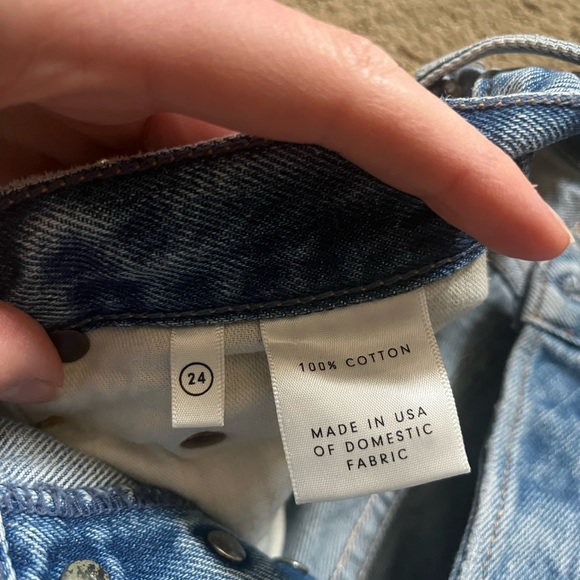 24
100% COTTON
MADE IN USA
OF DOMESTIC
FABRIC